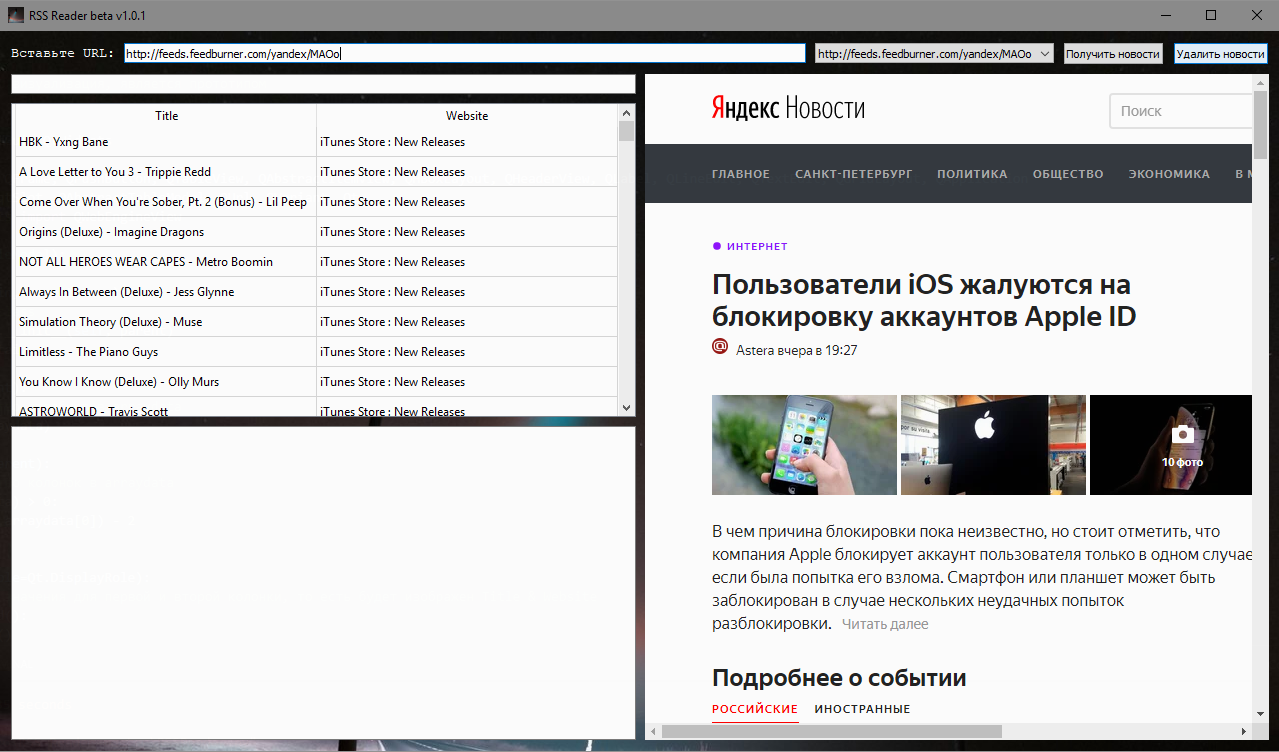 RSS Reader beta v1.0.1
Вставьте URL: http://feeds.feedburner.com/yandex/MAOo http://feeds.feedburner.com/yandex/MAOo Получить новости Удалить новости
Title Website
HBK - Yxng Bane iTunes Store : New Releases
A Love Letter to You 3 - Trippie Redd iTunes Store : New Releases
Come Over When You're Sober, Pt. 2 (Bonus) - Lil Peep iTunes Store : New Releases
Origins (Deluxe) - Imagine Dragons iTunes Store : New Releases
NOT ALL HEROES WEAR CAPES - Metro Boomin iTunes Store : New Releases
Always In Between (Deluxe) - Jess Glynne iTunes Store : New Releases
Simulation Theory (Deluxe) - Muse iTunes Store : New Releases
Limitless - The Piano Guys iTunes Store : New Releases
You Know I Know (Deluxe) - Olly Murs iTunes Store : New Releases
ASTROWORLD - Travis Scott iTunes Store : New Releases
Яндекс Новости Поиск
ГЛАВНОЕ САНКТ-ПЕТЕРБУРГ ПОЛИТИКА ОБЩЕСТВО ЭКОНОМИКА В
ИНТЕРНЕТ
Пользователи iOS жалуются на
блокировку аккаунтов Apple ID
Astera вчера в 19:27
10 фото
В чем причина блокировки пока неизвестно, но стоит отметить, что
компания Apple блокирует аккаунт пользователя только в одном случае
если была попытка его взлома. Смартфон или планшет может быть
заблокирован в случае нескольких неудачных попыток
разблокировки. Читать далее
Подробнее о событии
РОССИЙСКИЕ ИНОСТРАННЫЕ